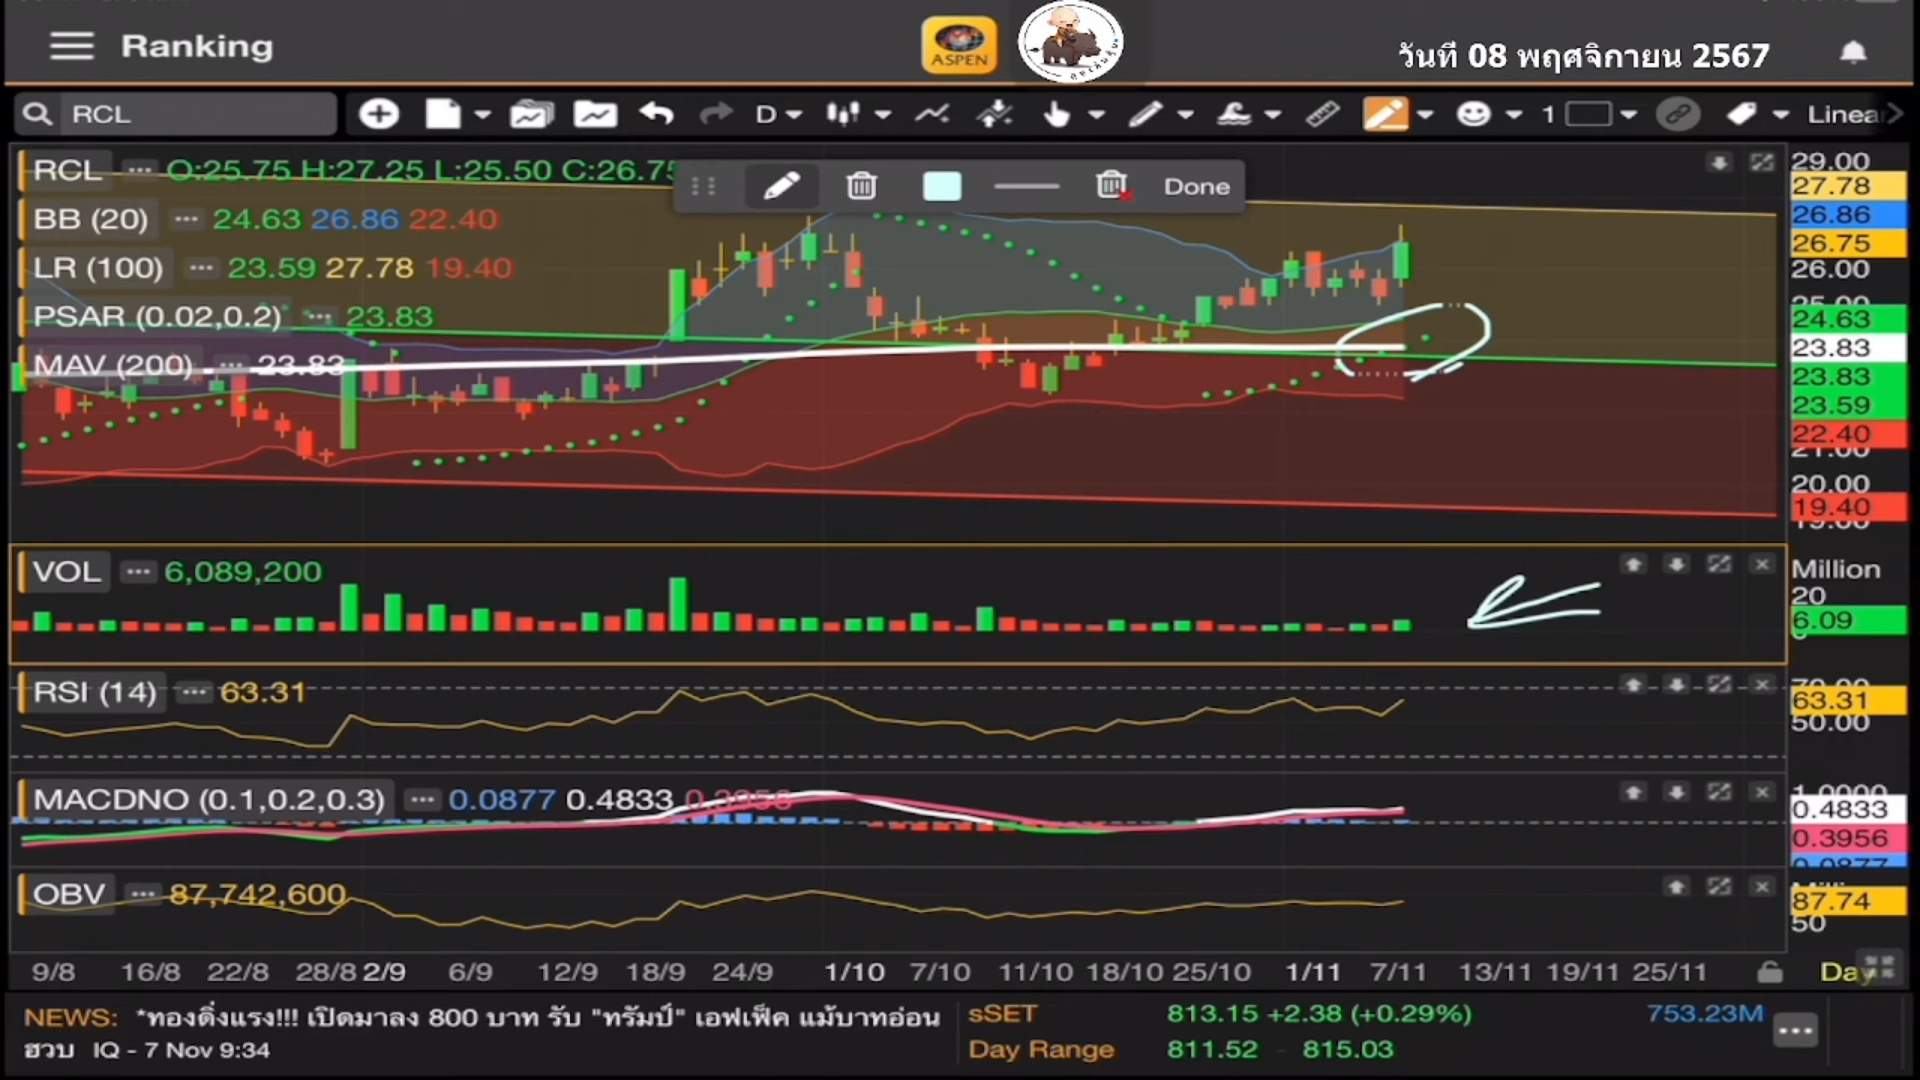 Ranking
ASPEN
วันที่ 08 พฤศจิกายน 2567
RCL
D
1
Linea
RCL ··· O:25.75 H:27.25 L:25.50 C:26.75
Done
BB (20) ··· 24.63 26.86 22.40
LR (100) ··· 23.59 27.78 19.40
PSAR (0.02,0.2) ··· 23.83
MAV (200) ··· 23.83
29.00
27.78
26.86
26.75
26.00
25.00
24.63
23.83
23.83
23.59
22.40
21.00
20.00
19.40
19.00
VOL ··· 6,089,200
Million
20
6.09
0
RSI (14) ··· 63.31
70.00
63.31
50.00
MACDNO (0.1,0.2,0.3) ··· 0.0877 0.4833 0.3956
1.0000
0.4833
0.3956
0.0877
OBV ··· 87,742,600
87.74
50
9/8 16/8 22/8 28/8 2/9 6/9 12/9 18/9 24/9 1/10 7/10 11/10 18/10 25/10 1/11 7/11 13/11 19/11 25/11 Day
NEWS: *ทองดิ่งแรง!!! เปิดมาลง 800 บาท รับ "ทรัมป์" เอฟเฟ็ค แม้บาทอ่อน
ฮวบ IQ - 7 Nov 9:34
sSET 813.15 +2.38 (+0.29%) 753.23M
Day Range 811.52 - 815.03